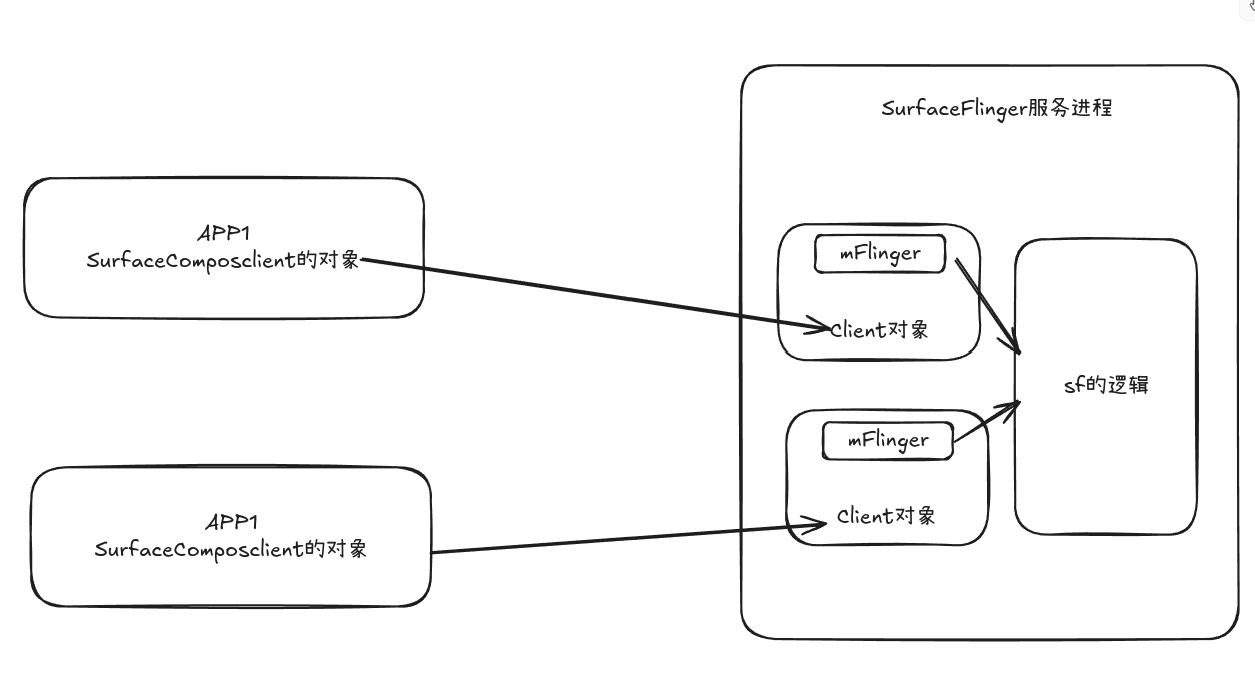 SurfaceFlinger服务进程
APP1
SurfaceComposclient的对象
mFlinger
Client对象
sf的逻辑
mFlinger
Client对象
APP1
SurfaceComposclient的对象